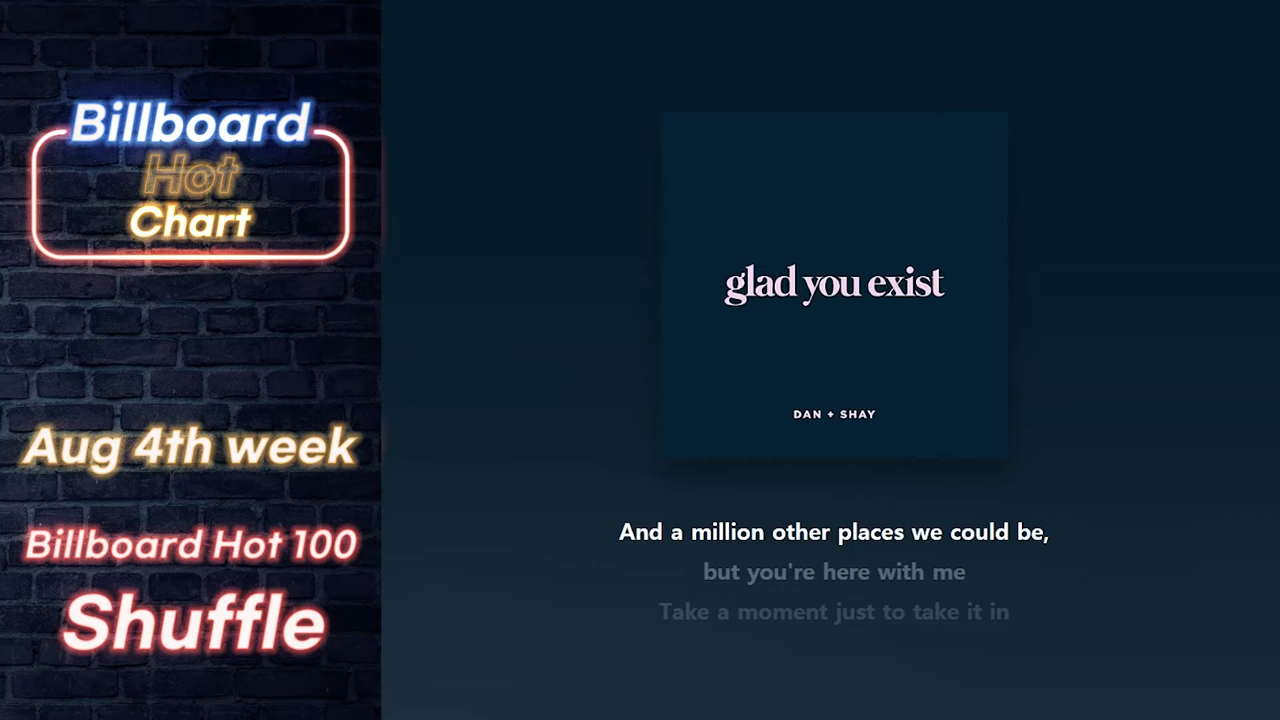 Billboard
Hot
Chart
Aug 4th week
Billboard Hot 100
Shuffle
glad you exist
DAN + SHAY
And a million other places we could be,
but you're here with me
Take a moment just to take it in